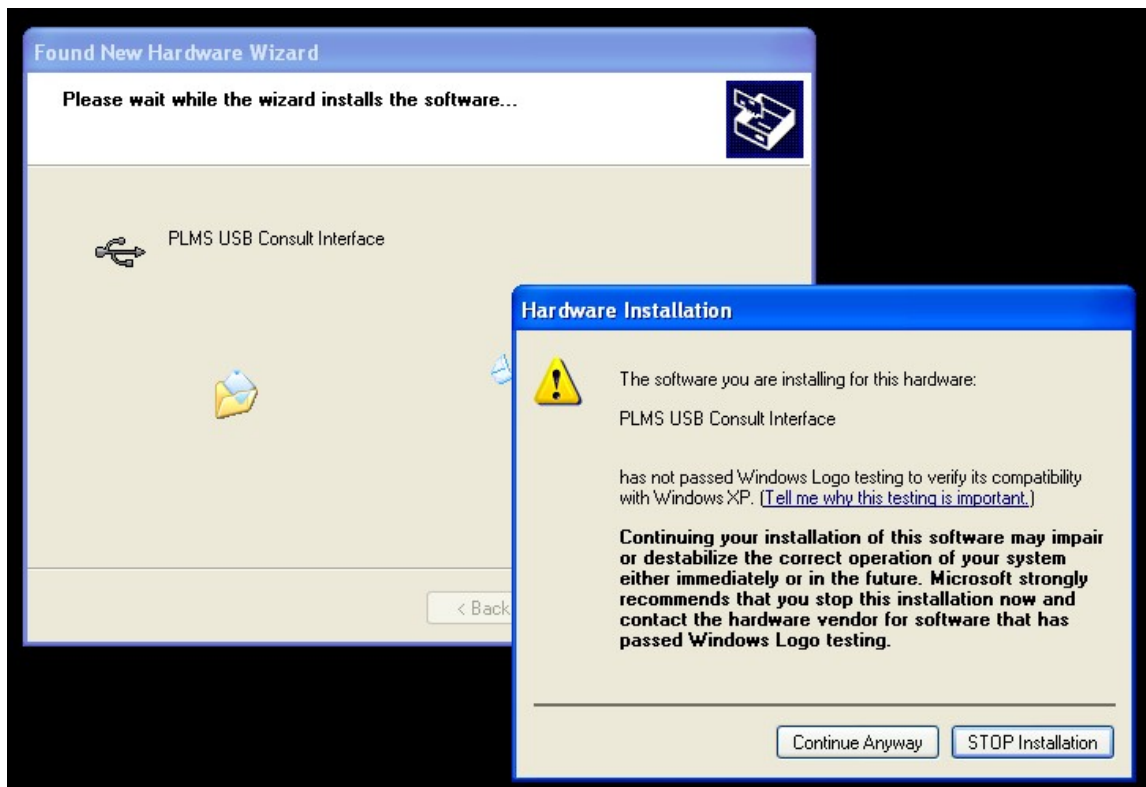 Found New Hardware Wizard
Please wait while the wizard installs the software...
PLMS USB Consult Interface
< Back
Hardware Installation
The software you are installing for this hardware:
PLMS USB Consult Interface
has not passed Windows Logo testing to verify its compatibility
with Windows XP. (Tell me why this testing is important.)
Continuing your installation of this software may impair
or destabilize the correct operation of your system
either immediately or in the future. Microsoft strongly
recommends that you stop this installation now and
contact the hardware vendor for software that has
passed Windows Logo testing.
Continue Anyway
STOP Installation